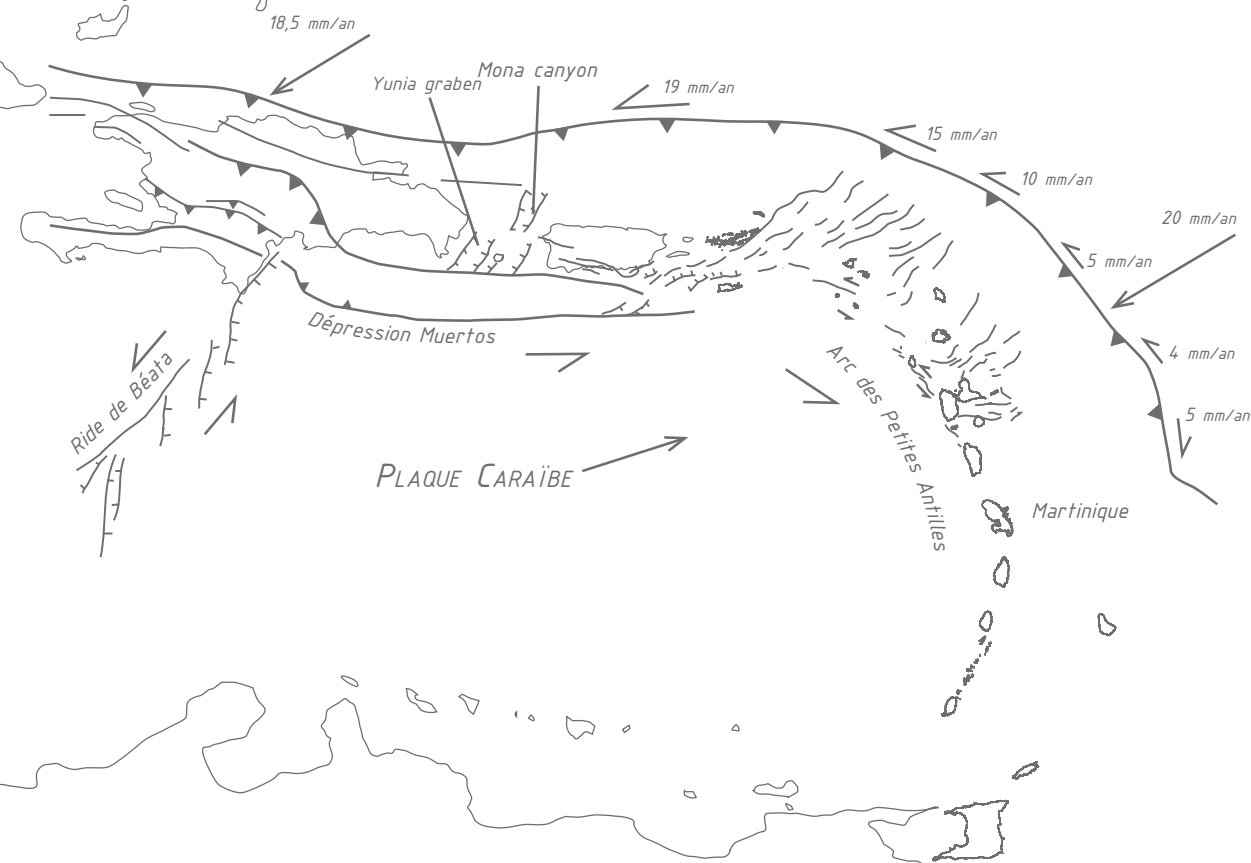 18,5 mm/an
Yunia graben
Mona canyon
19 mm/an
15 mm/an
10 mm/an
20 mm/an
5 mm/an
4 mm/an
5 mm/an
Dépression Muertos
Ride de Béata
Arc des Petites Antilles
PLAQUE CARAÏBE
Martinique